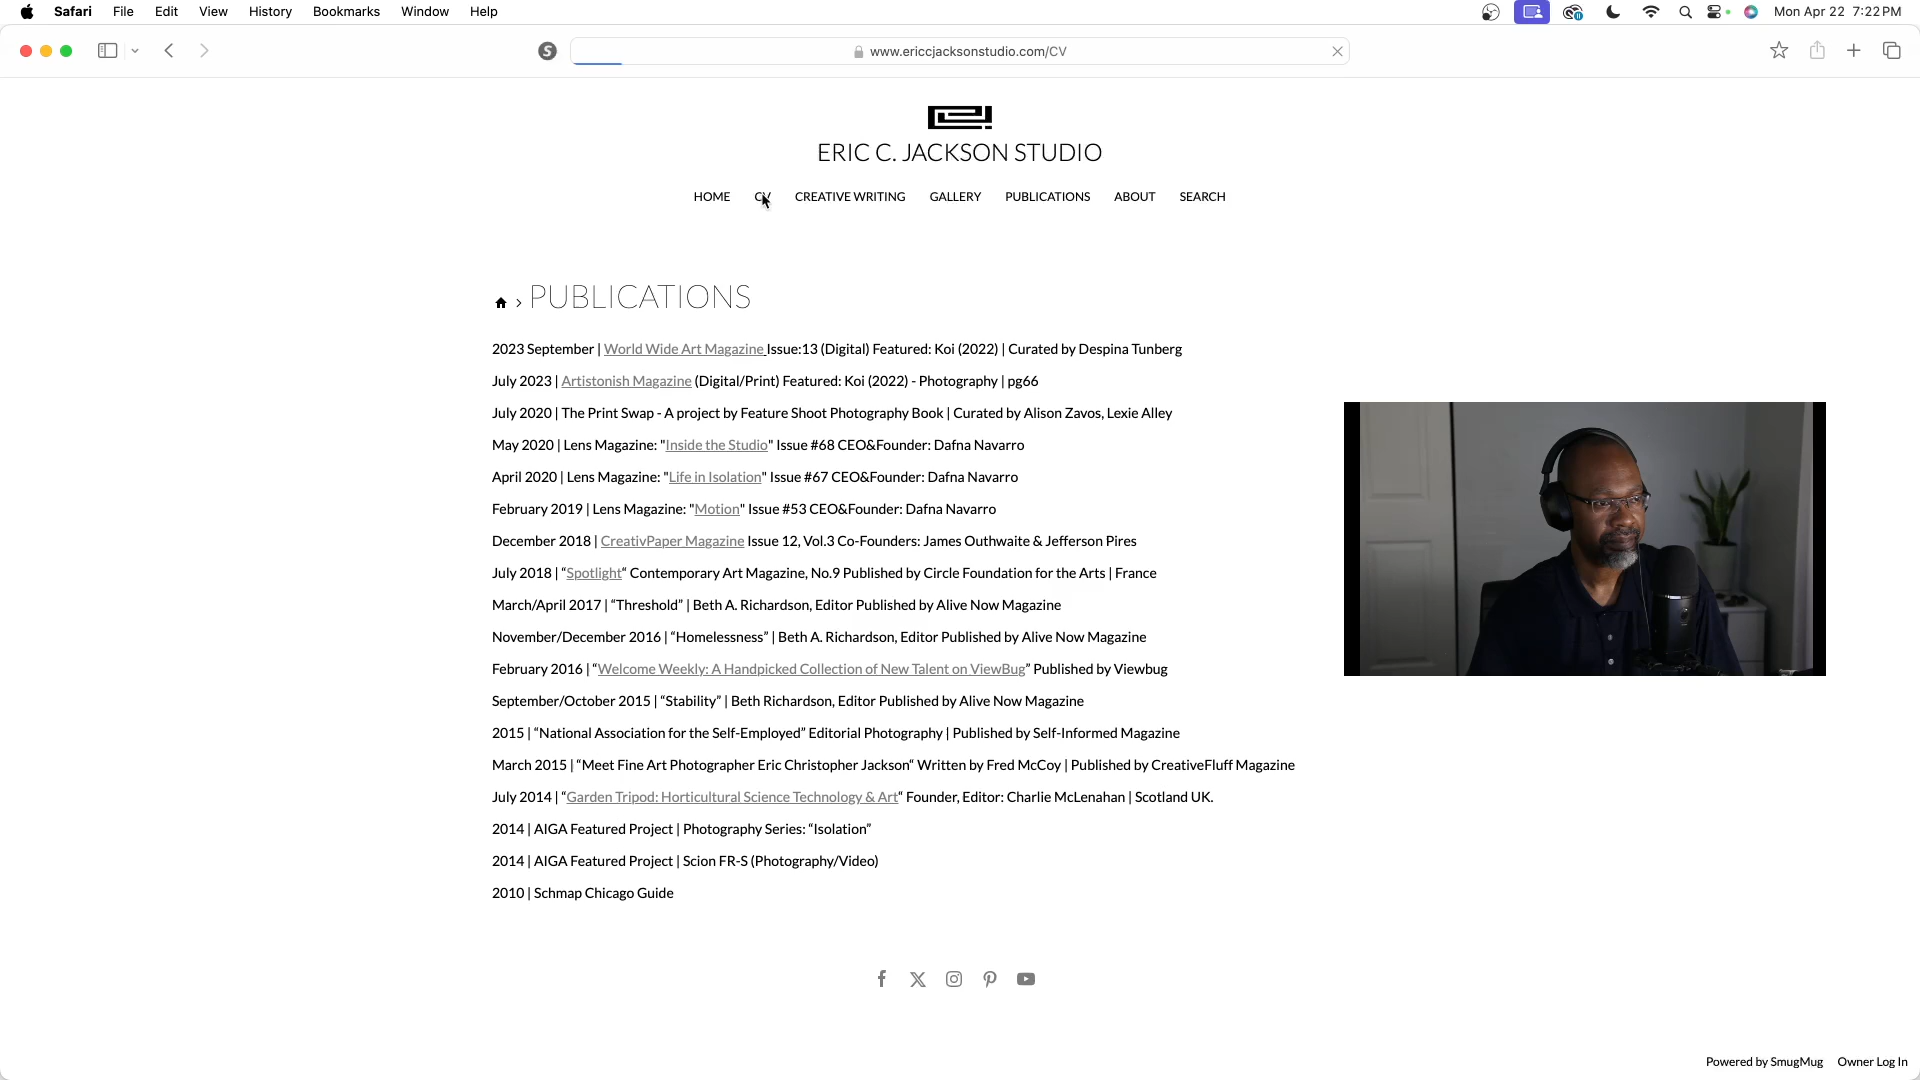 Safari File Edit View History Bookmarks Window Help Mon Apr 22 7:22 PM
www.ericcjacksonstudio.com/CV
ERIC C. JACKSON STUDIO
HOME CV CREATIVE WRITING GALLERY PUBLICATIONS ABOUT SEARCH
> PUBLICATIONS
2023 September | World Wide Art Magazine Issue:13 (Digital) Featured: Koi (2022) | Curated by Despina Tunberg
July 2023 | Artistonish Magazine (Digital/Print) Featured: Koi (2022) - Photography | pg66
July 2020 | The Print Swap - A project by Feature Shoot Photography Book | Curated by Alison Zavos, Lexie Alley
May 2020 | Lens Magazine: "Inside the Studio" Issue #68 CEO&Founder: Dafna Navarro
April 2020 | Lens Magazine: "Life in Isolation" Issue #67 CEO&Founder: Dafna Navarro
February 2019 | Lens Magazine: "Motion" Issue #53 CEO&Founder: Dafna Navarro
December 2018 | CreativPaper Magazine Issue 12, Vol.3 Co-Founders: James Outhwaite & Jefferson Pires
July 2018 | “Spotlight“ Contemporary Art Magazine, No.9 Published by Circle Foundation for the Arts | France
March/April 2017 | “Threshold” | Beth A. Richardson, Editor Published by Alive Now Magazine
November/December 2016 | “Homelessness” | Beth A. Richardson, Editor Published by Alive Now Magazine
February 2016 | “Welcome Weekly: A Handpicked Collection of New Talent on ViewBug” Published by Viewbug
September/October 2015 | “Stability” | Beth Richardson, Editor Published by Alive Now Magazine
2015 | “National Association for the Self-Employed” Editorial Photography | Published by Self-Informed Magazine
March 2015 | “Meet Fine Art Photographer Eric Christopher Jackson“ Written by Fred McCoy | Published by CreativeFluff Magazine
July 2014 | “Garden Tripod: Horticultural Science Technology & Art“ Founder, Editor: Charlie McLenahan | Scotland UK.
2014 | AIGA Featured Project | Photography Series: “Isolation”
2014 | AIGA Featured Project | Scion FR-S (Photography/Video)
2010 | Schmap Chicago Guide
Powered by SmugMug Owner Log In